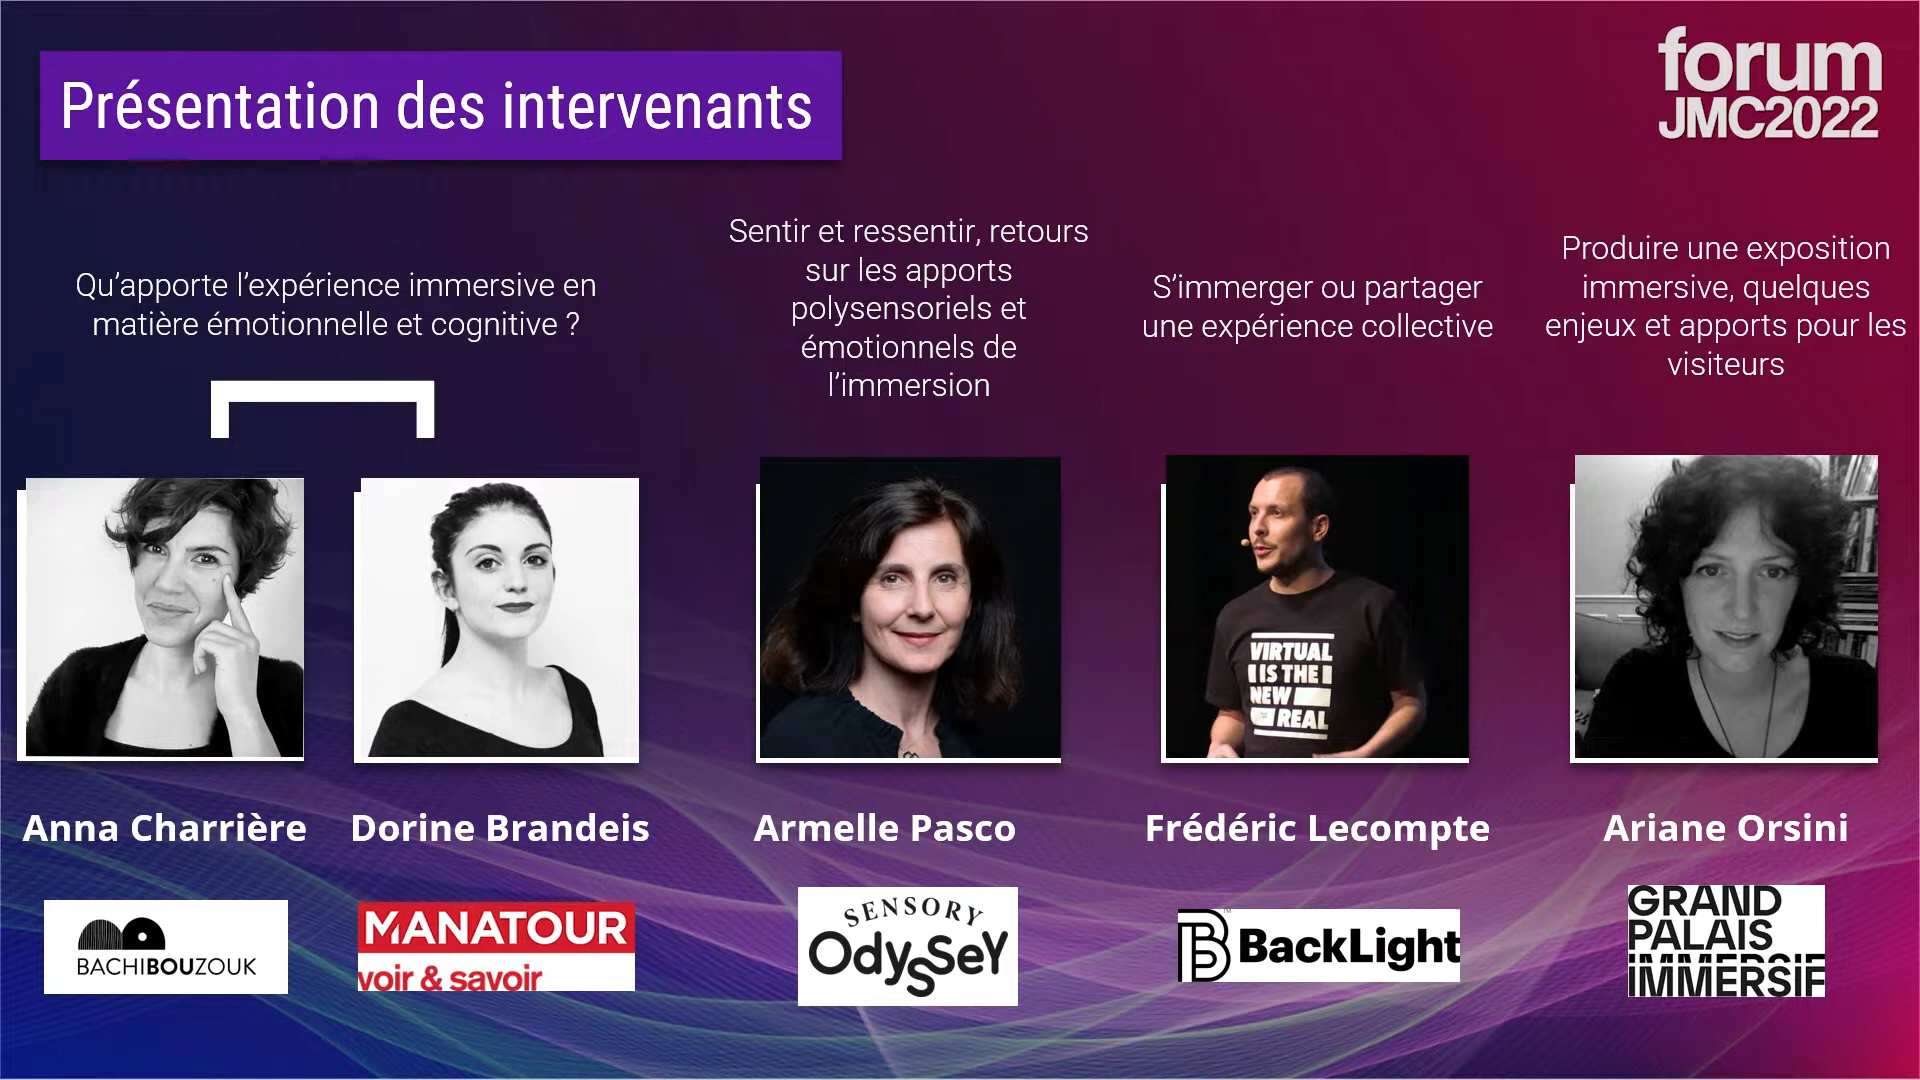 Présentation des intervenants
forum
JMC2022
Qu’apporte l’expérience immersive en
matière émotionnelle et cognitive ?
Sentir et ressentir, retours
sur les apports
polysensoriels et
émotionnels de
l’immersion
S’immerger ou partager
une expérience collective
Produire une exposition
immersive, quelques
enjeux et apports pour les
visiteurs
VIRTUAL
IS THE
NEW
REAL
Anna Charrière
Dorine Brandeis
Armelle Pasco
Frédéric Lecompte
Ariane Orsini
BACHIBOUZOUK
MANATOUR
voir & savoir
SENSORY
OdySSeY
B BackLight
GRAND
PALAIS
IMMERSIF